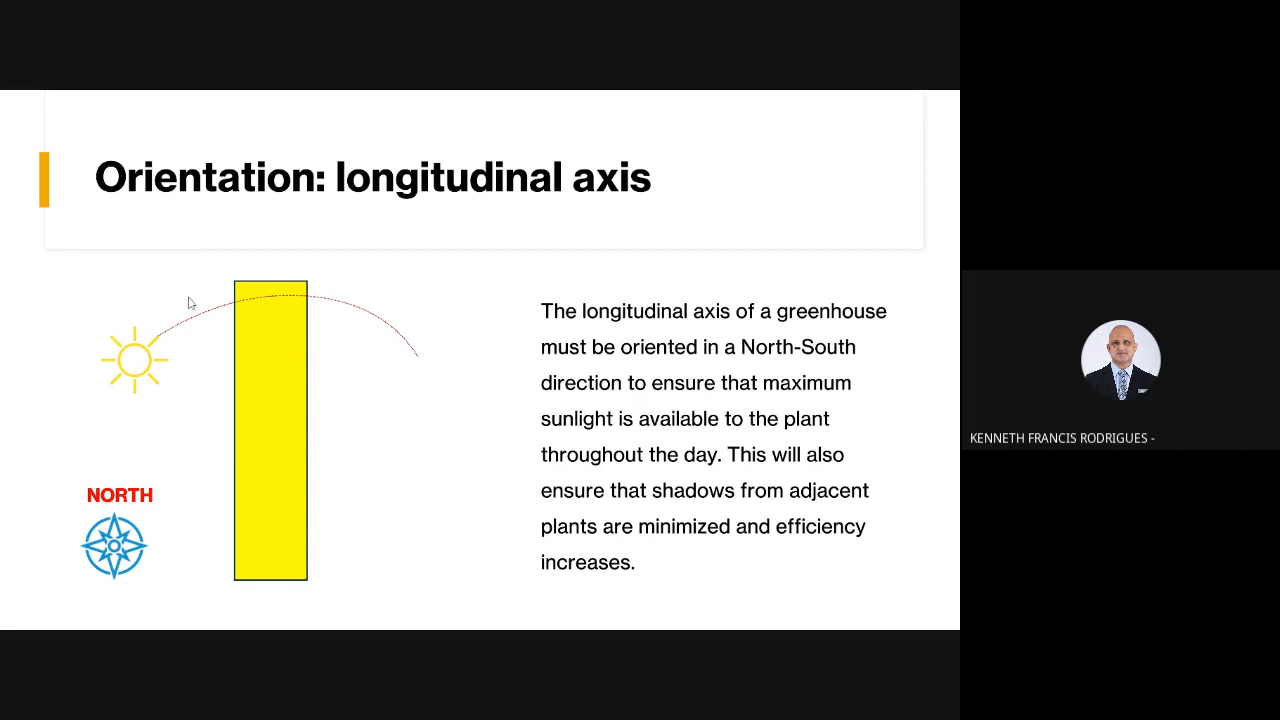 Orientation: longitudinal axis
The longitudinal axis of a greenhouse
must be oriented in a North-South
direction to ensure that maximum
sunlight is available to the plant
throughout the day. This will also
ensure that shadows from adjacent
plants are minimized and efficiency
increases.
NORTH
KENNETH FRANCIS RODRIGUES -